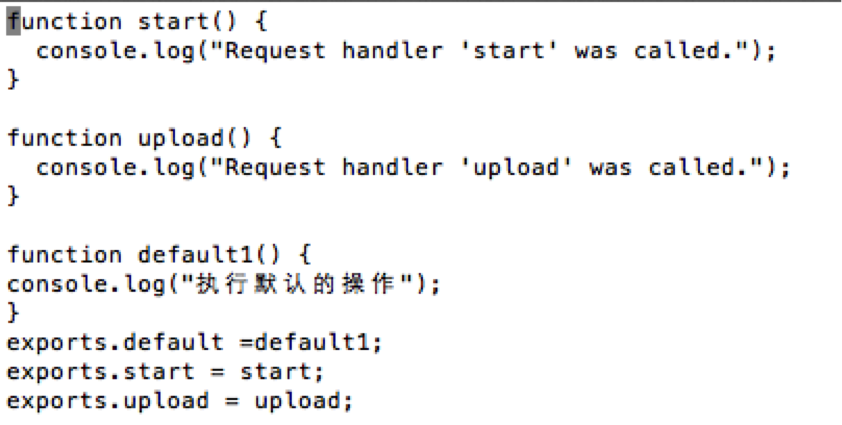 function start() {
  console.log("Request handler 'start' was called.");
}

function upload() {
  console.log("Request handler 'upload' was called.");
}

function default1() {
console.log("执行默认的操作");
}
exports.default =default1;
exports.start = start;
exports.upload = upload;